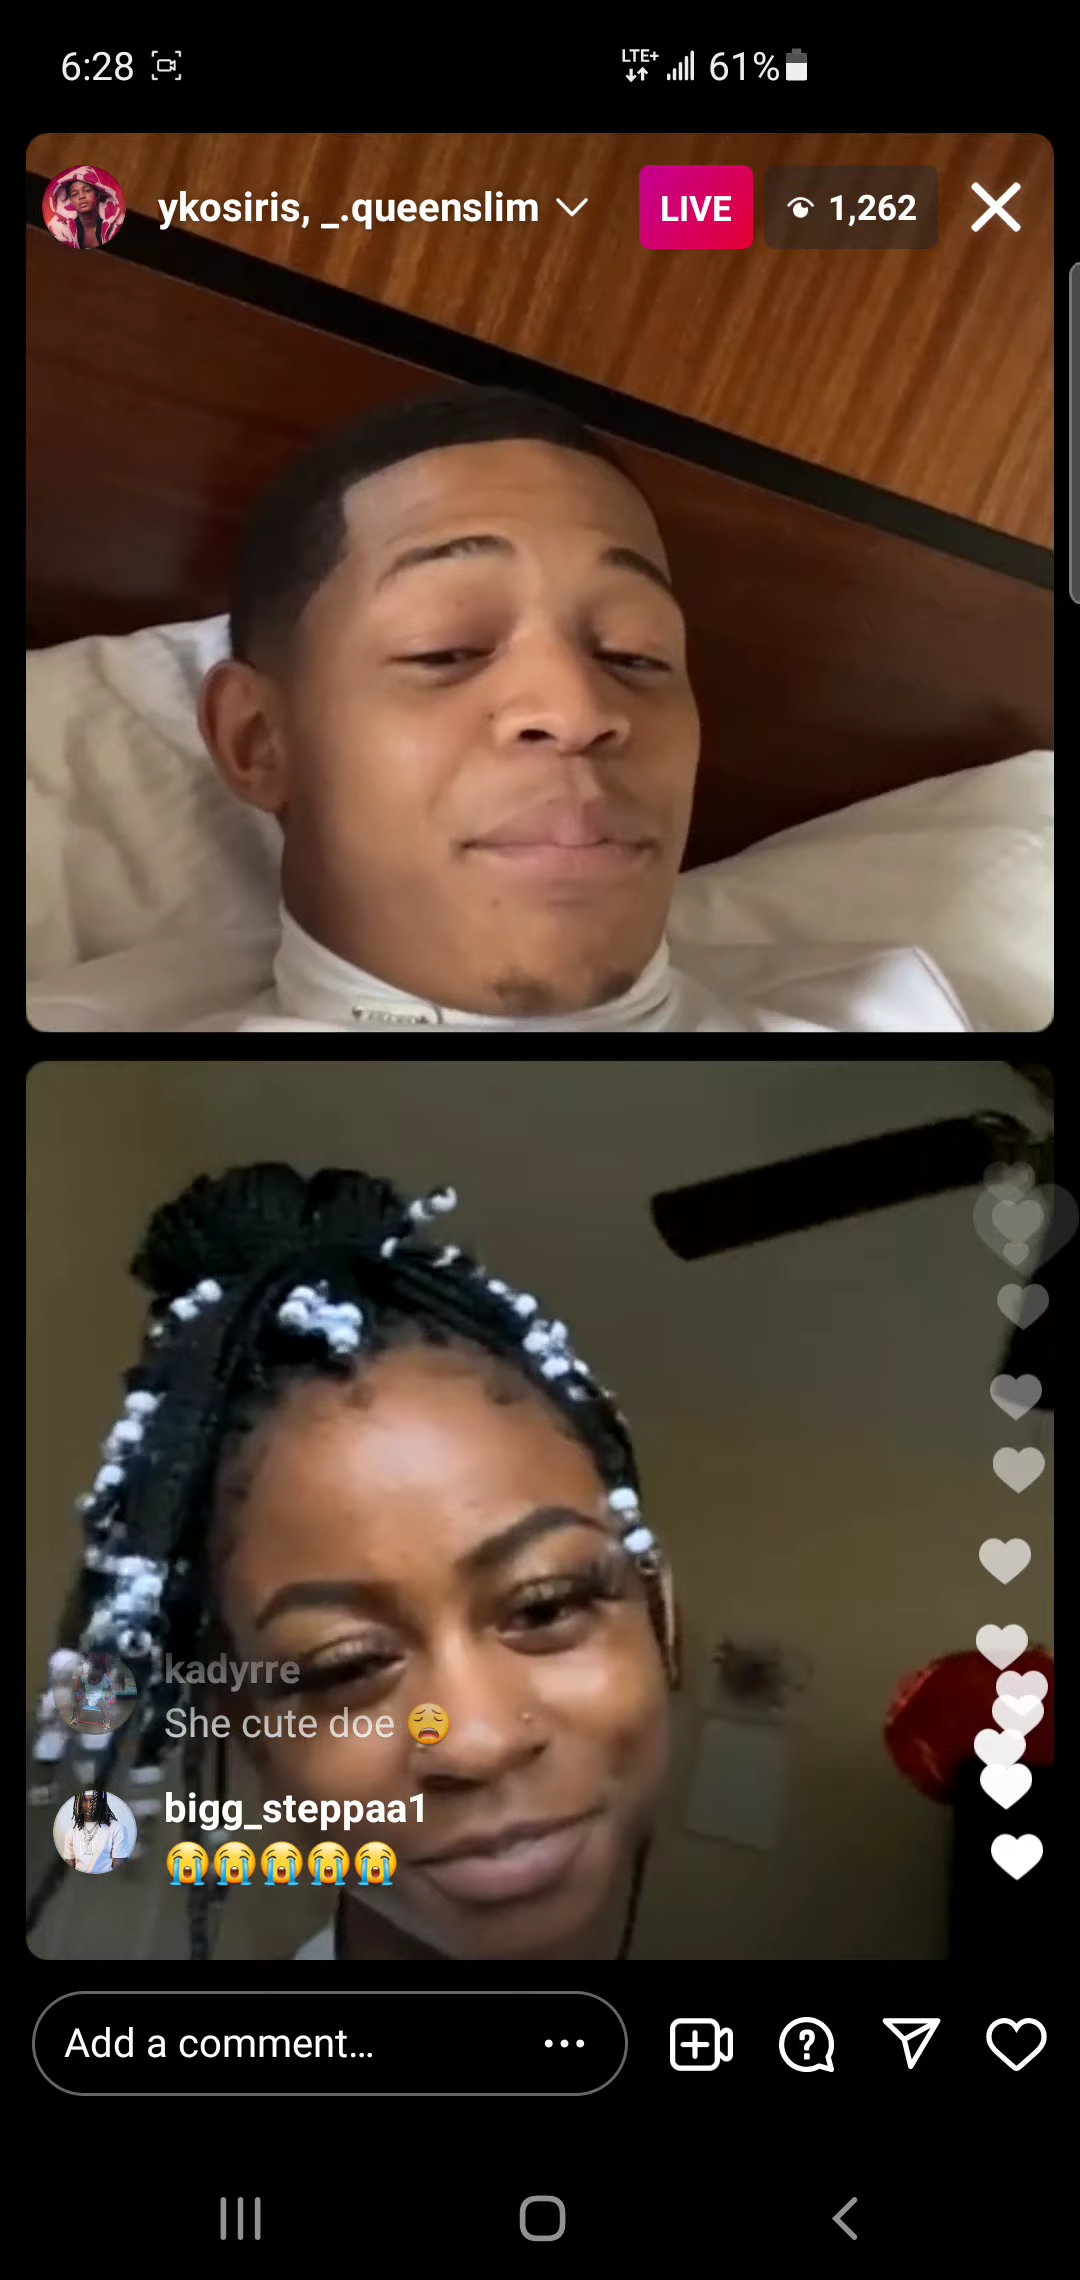 6:28 LTE+ 61%
ykosiris, _.queenslim LIVE 1,262
kadyrre
She cute doe 😩
bigg_steppaa1
😭😭😭😭😭
Add a comment...